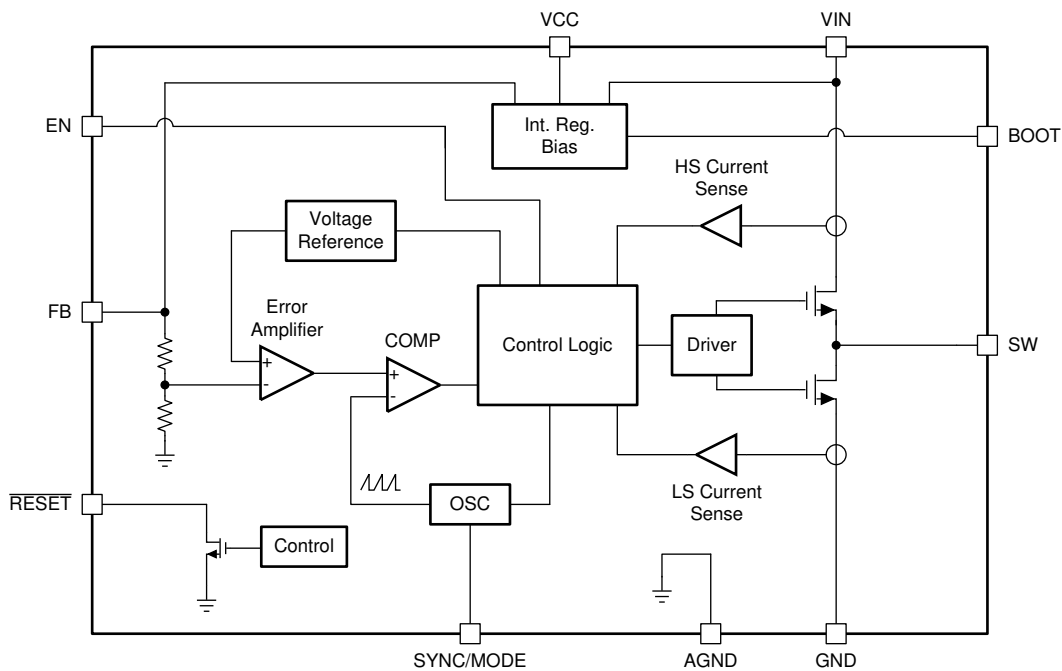 VCC
VIN
EN
Int. Reg.
Bias
BOOT
HS Current
Sense
Voltage
Reference
FB
Error
Amplifier
COMP
Control Logic
Driver
SW
+
-
+
-
LS Current
Sense
RESET
OSC
Control
SYNC/MODE
AGND
GND